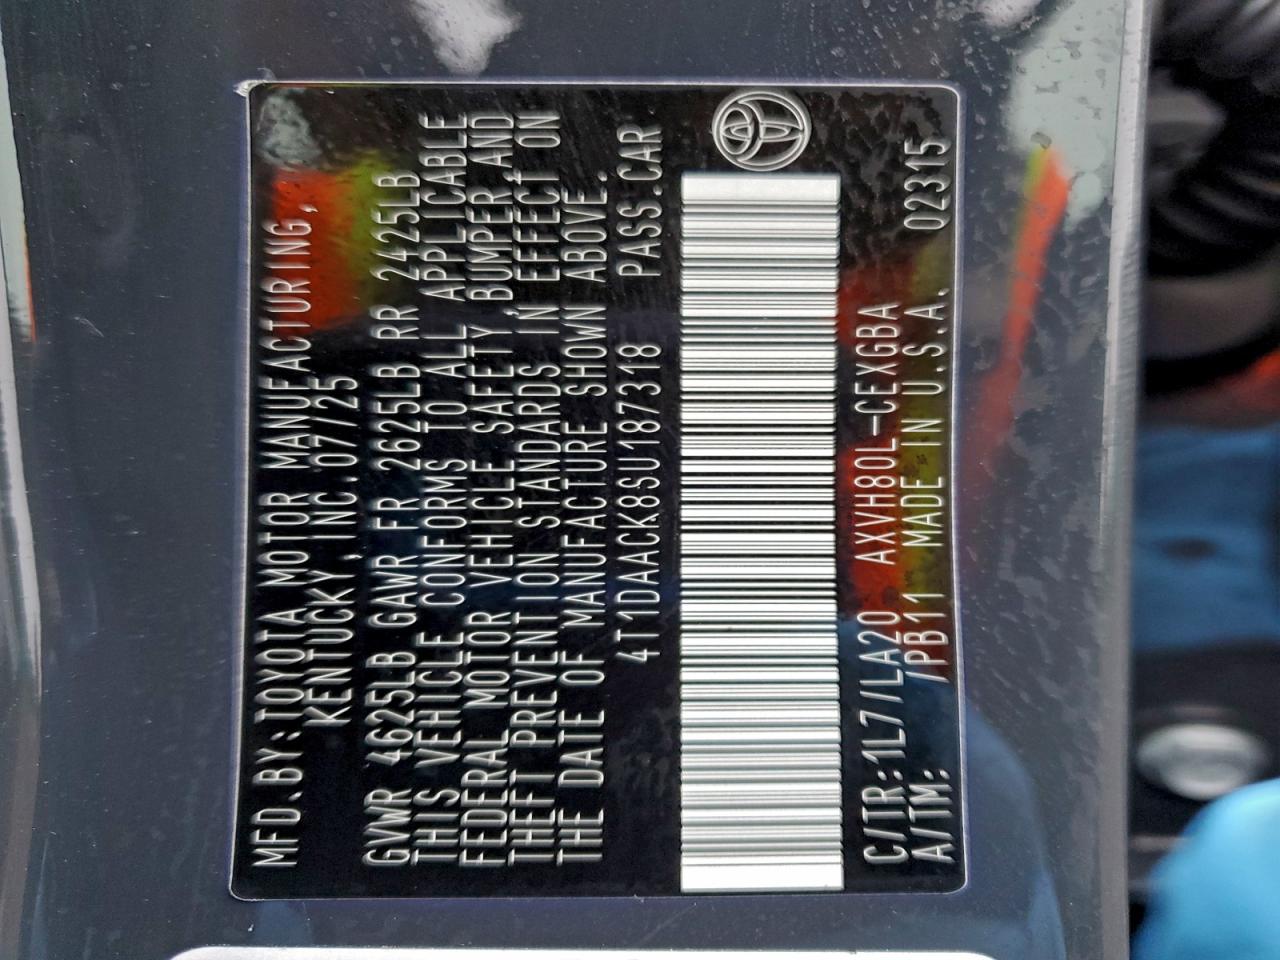 MFD.BY:TOYOTA MOTOR MANUFACTURING,
KENTUCKY,INC.07/25
GVWR 4625LB GAWR FR 2625LB RR 2425LB
THIS VEHICLE CONFORMS TO ALL APPLICABLE
FEDERAL MOTOR VEHICLE SAFETY,BUMPER,AND
THEFT PREVENTION STANDARDS IN EFFECT ON
THE DATE OF MANUFACTURE SHOWN ABOVE.
4T1DAACK8SU187318 PASS.CAR
C/TR:1L7//LA20 AXVH80L-CEXGBA
A/TM: /PB11 MADE IN U.S.A. 02315